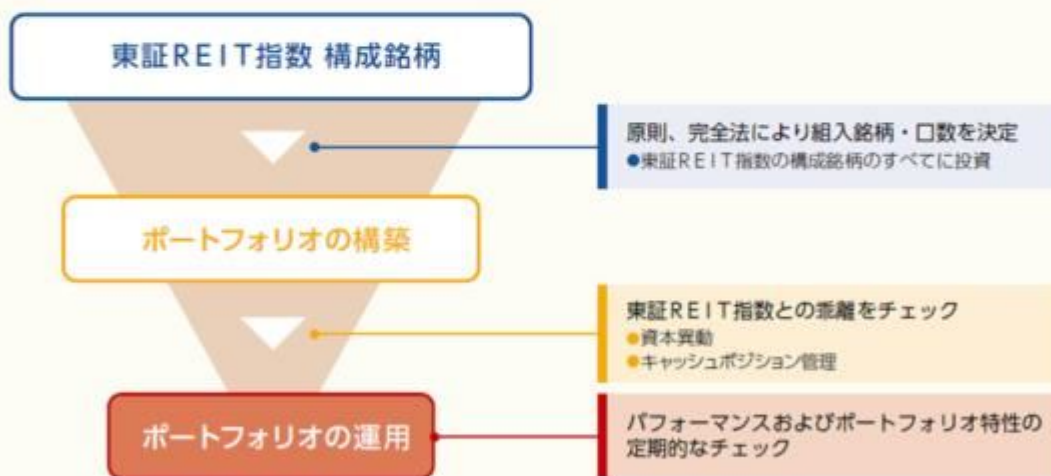 東証REIT指数 構成銘柄
原則、完全法により組入銘柄・口数を決定
●東証REIT指数の構成銘柄のすべてに投資
ポートフォリオの構築
東証REIT指数との乖離をチェック
●資本異動
●キャッシュポジション管理
ポートフォリオの運用
パフォーマンスおよびポートフォリオ特性の
定期的なチェック